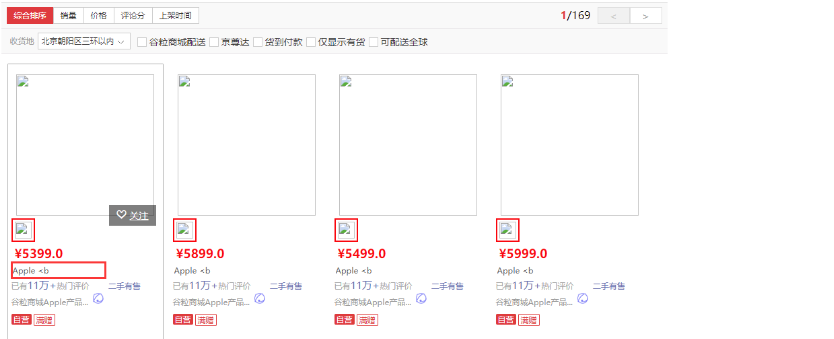 综合排序 销量 价格 评论分 上架时间 1/169 < >
收货地 北京朝阳区三环以内 谷粒商城配送 京尊达 货到付款 仅显示有货 可配送全球
关注
¥5399.0 ¥5899.0 ¥5499.0 ¥5999.0
Apple <b Apple <b Apple <b Apple <b
已有11万+热门评价 二手有售 已有11万+热门评价 二手有售 已有11万+热门评价 二手有售 已有11万+热门评价 二手有售
谷粒商城Apple产品... 谷粒商城Apple产品... 谷粒商城Apple产品... 谷粒商城Apple产品...
自营 满赠 自营 满赠 自营 满赠 自营 满赠